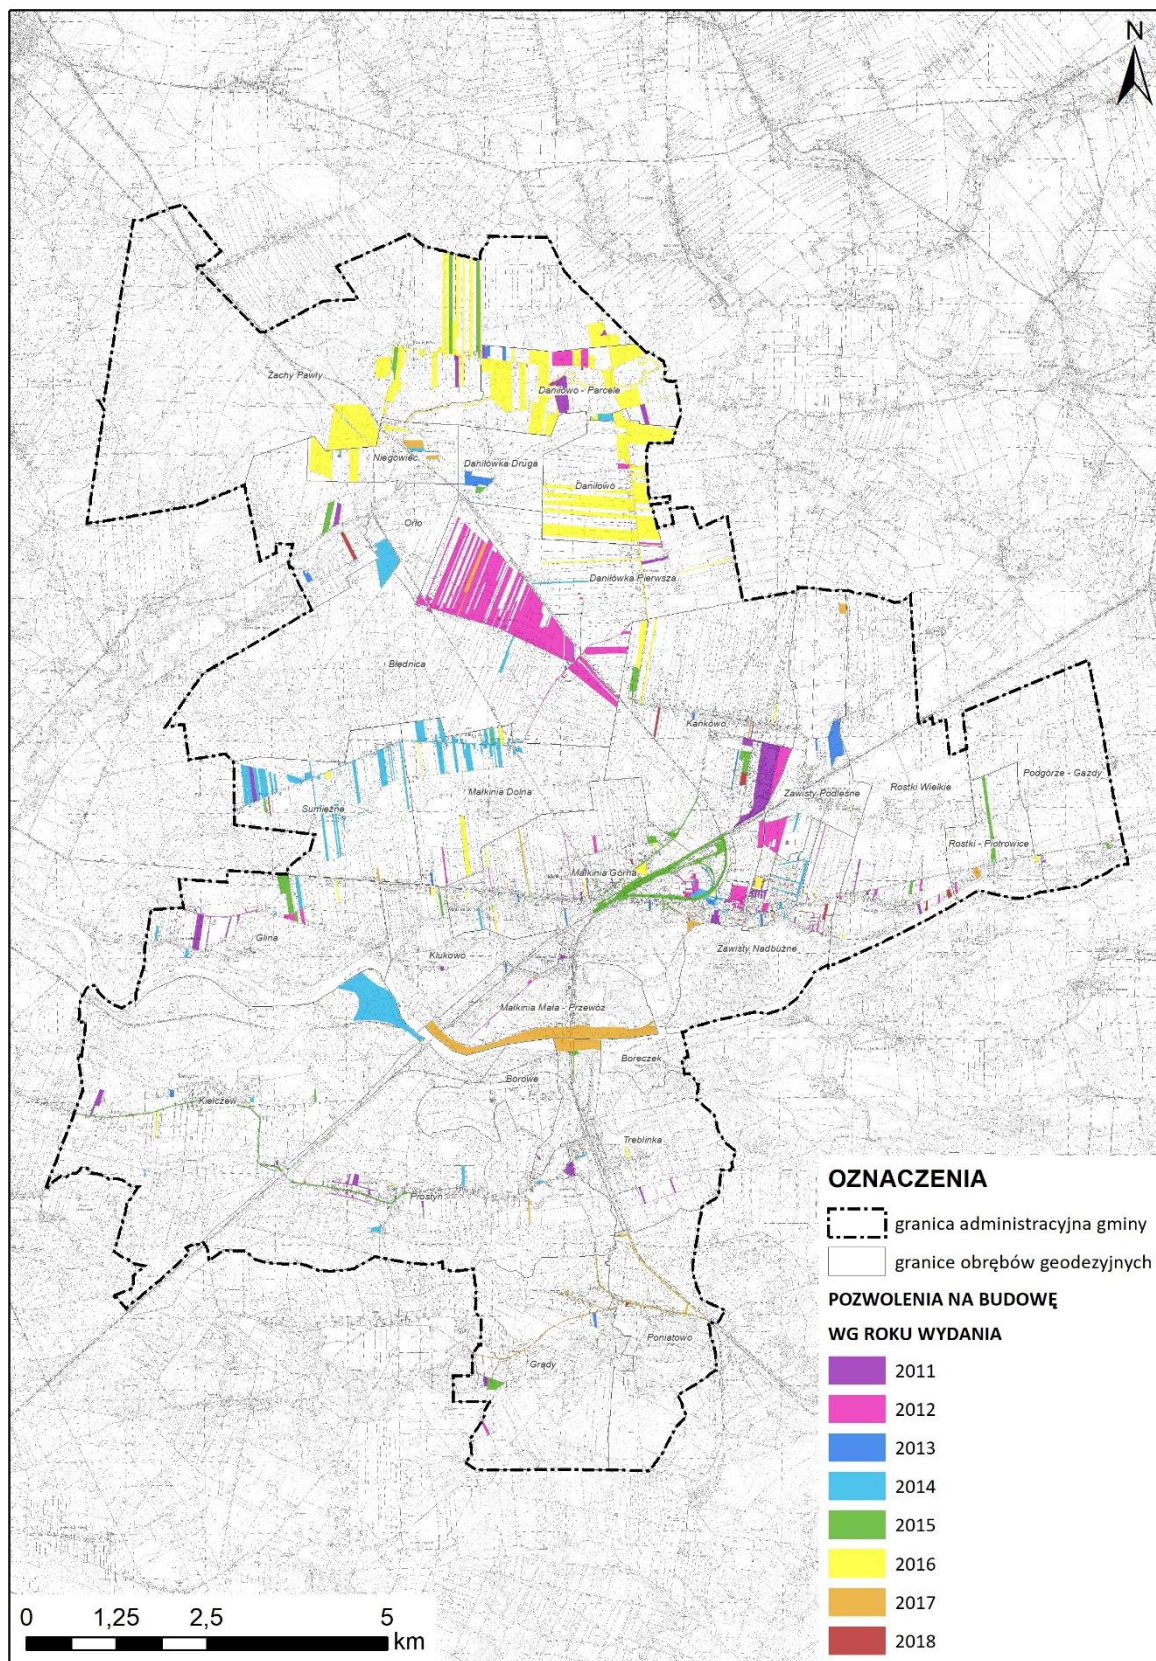 N
Żachy Pawły
Daniłowo - Parcele
Niegowiec
Daniłówka Druga
Daniłowo
Orło
Daniłówka Pierwsza
Błędnica
Kańkowo
Podgórze - Gazdy
Zawisty Podleśne
Rostki Wielkie
Małkinia Dolna
Sumiężne
Rostki - Piotrowice
Małkinia Górna
Glina
Zawisty Nadbużne
Klukowo
Małkinia Mała - Przewóz
Boreczek
Borowe
Kiełczew
Treblinka
Prostyń
Poniatowo
Grądy
OZNACZENIA
granica administracyjna gminy
granice obrębów geodezyjnych
POZWOLENIA NA BUDOWĘ
WG ROKU WYDANIA
2011
2012
2013
2014
2015
2016
2017
2018
0 1,25 2,5 5
km